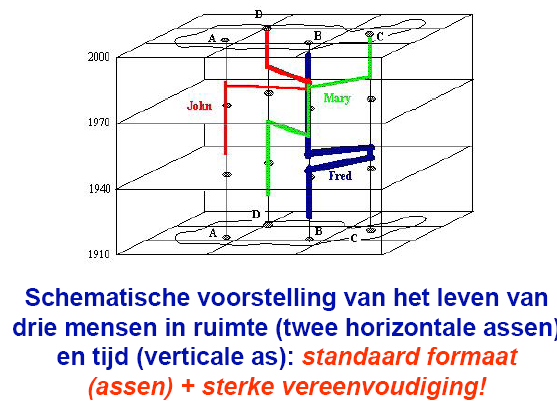 D
A
B
C
2000
John
Mary
1970
Fred
1940
D
A
B
C
1910
Schematische voorstelling van het leven van
drie mensen in ruimte (twee horizontale assen)
en tijd (verticale as): standaard formaat
(assen) + sterke vereenvoudiging!